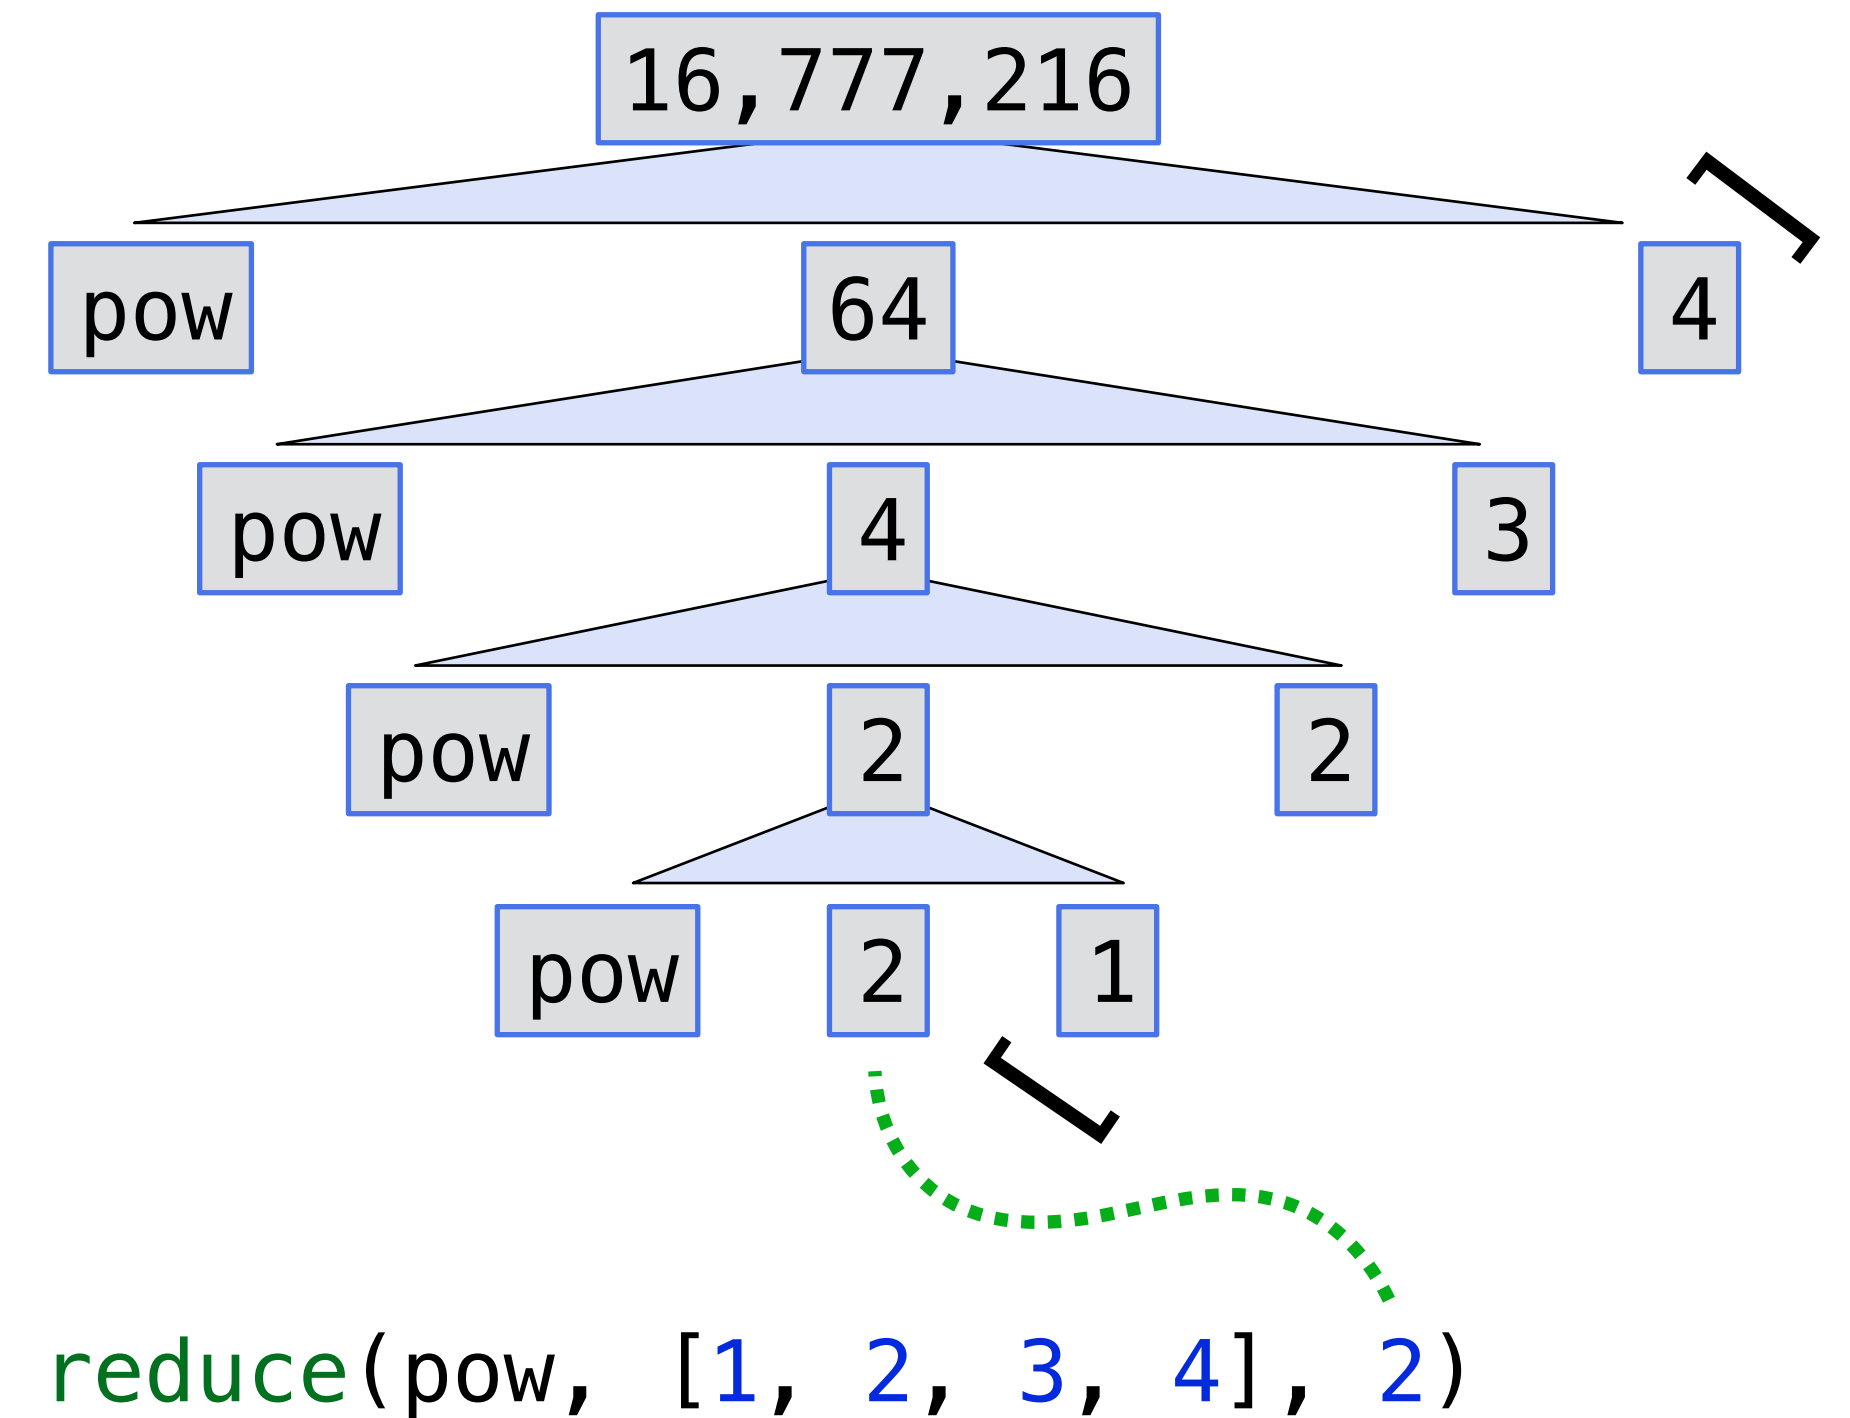 16,777,216
pow 64 4
pow 4 3
pow 2 2
pow 2 1
reduce(pow, [1, 2, 3, 4], 2)